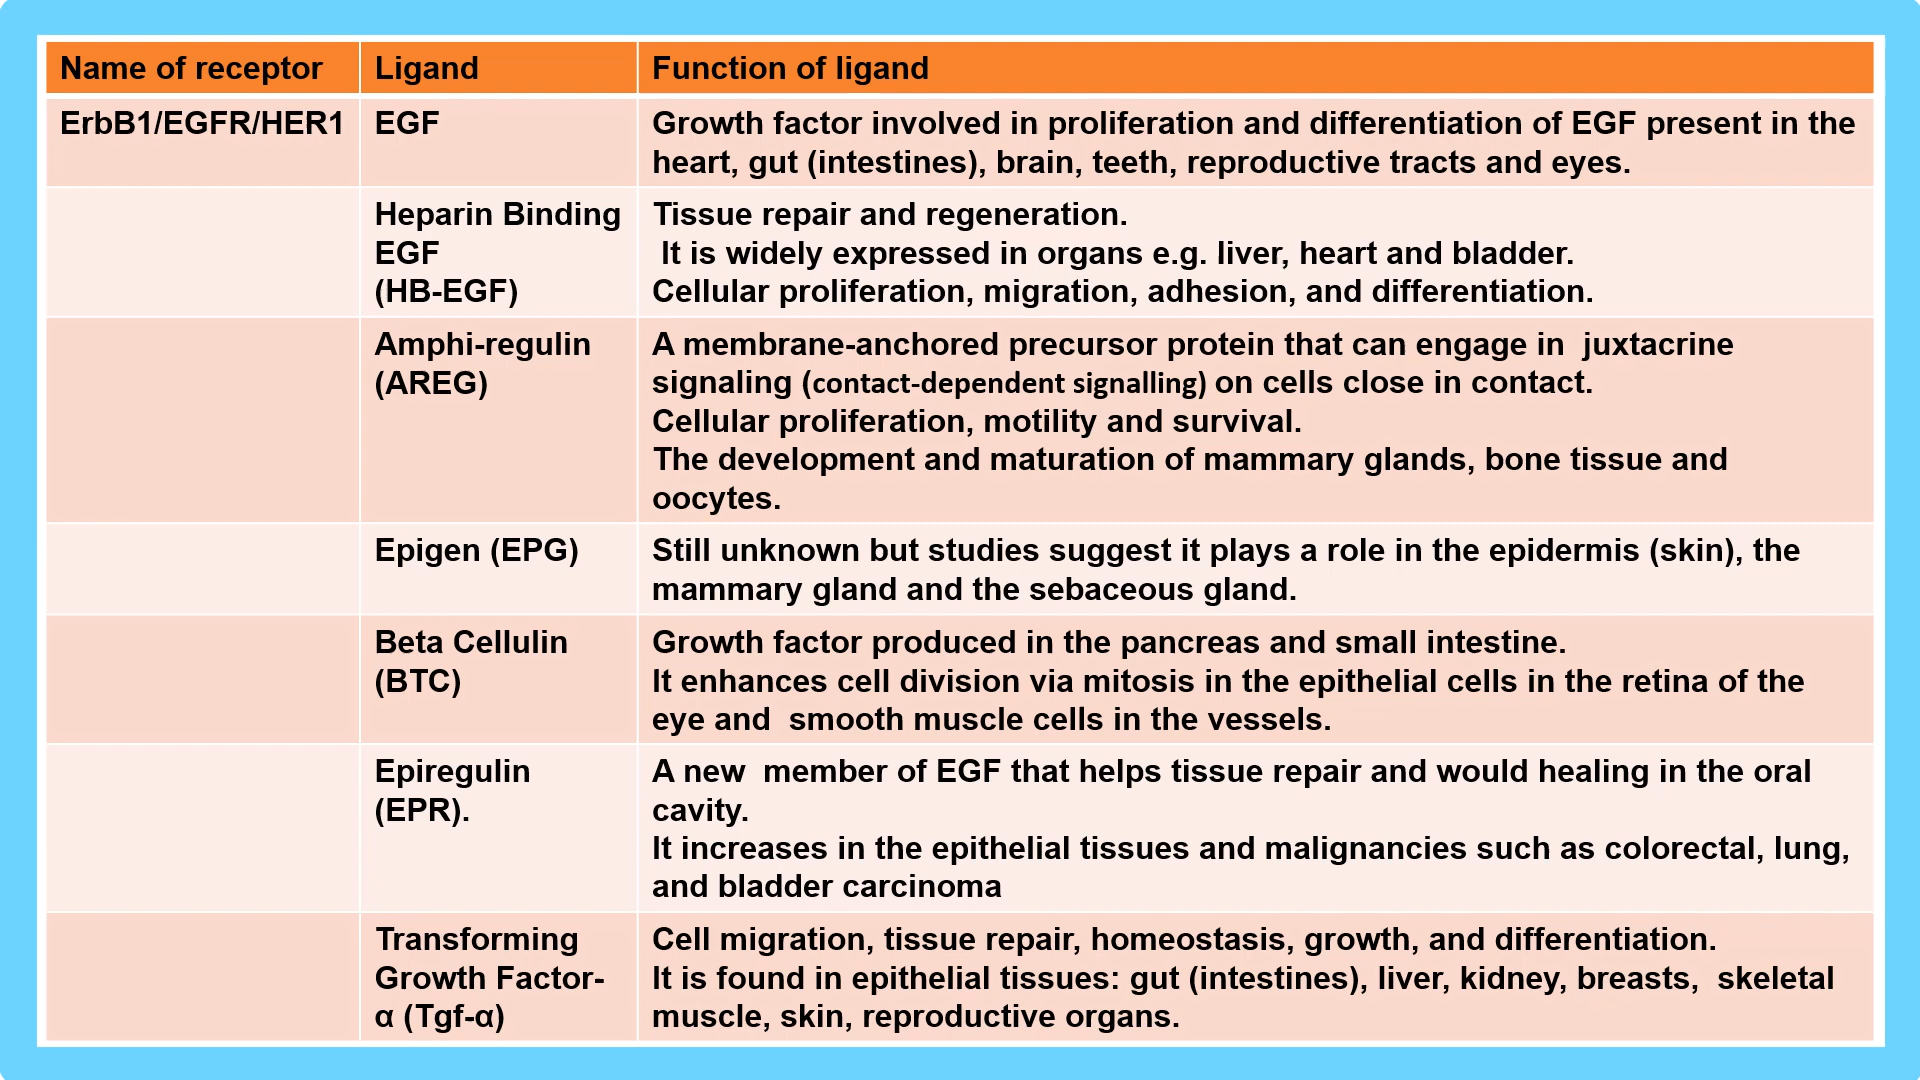 Name of receptor
Ligand
Function of ligand
ErbB1/EGFR/HER1
EGF
Growth factor involved in proliferation and differentiation of EGF present in the
heart, gut (intestines), brain, teeth, reproductive tracts and eyes.
Heparin Binding
EGF
(HB-EGF)
Tissue repair and regeneration.
It is widely expressed in organs e.g. liver, heart and bladder.
Cellular proliferation, migration, adhesion, and differentiation.
Amphi-regulin
(AREG)
A membrane-anchored precursor protein that can engage in juxtacrine
signaling (contact-dependent signalling) on cells close in contact.
Cellular proliferation, motility and survival.
The development and maturation of mammary glands, bone tissue and
oocytes.
Epigen (EPG)
Still unknown but studies suggest it plays a role in the epidermis (skin), the
mammary gland and the sebaceous gland.
Beta Cellulin
(BTC)
Growth factor produced in the pancreas and small intestine.
It enhances cell division via mitosis in the epithelial cells in the retina of the
eye and smooth muscle cells in the vessels.
Epiregulin
(EPR).
A new member of EGF that helps tissue repair and would healing in the oral
cavity.
It increases in the epithelial tissues and malignancies such as colorectal, lung,
and bladder carcinoma
Transforming
Growth Factor-
α (Tgf-α)
Cell migration, tissue repair, homeostasis, growth, and differentiation.
It is found in epithelial tissues: gut (intestines), liver, kidney, breasts, skeletal
muscle, skin, reproductive organs.